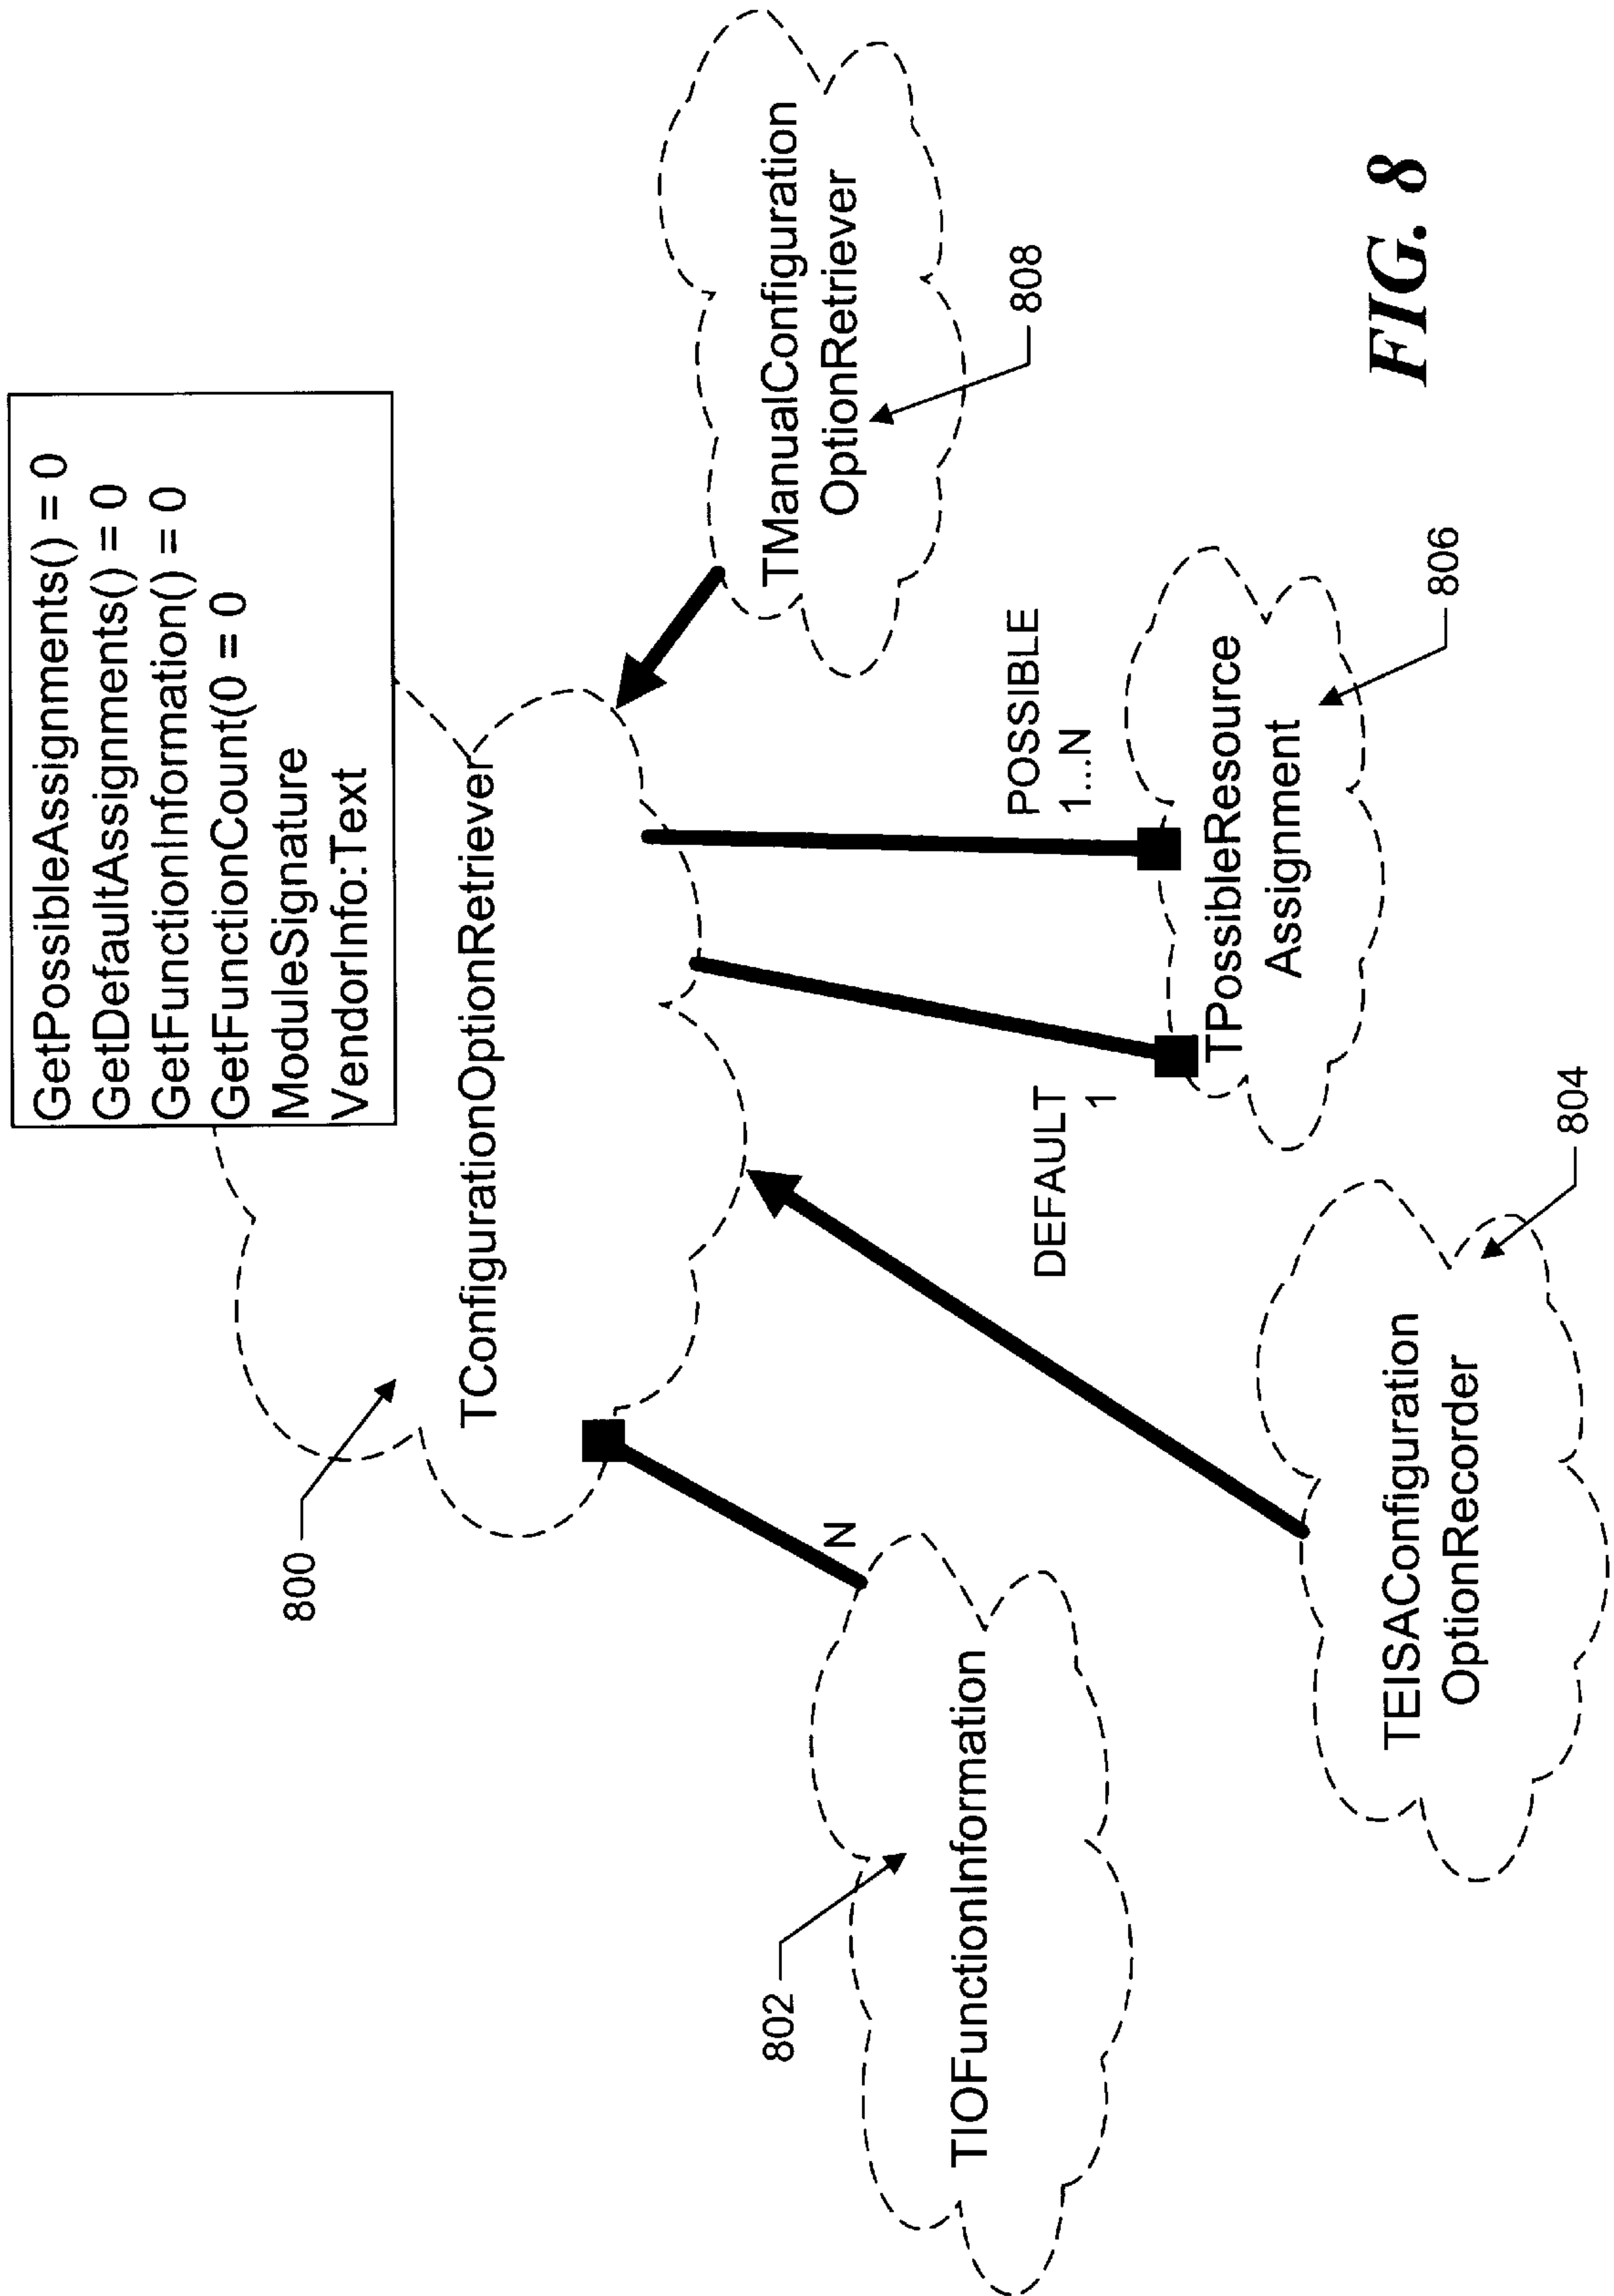 GetPossibleAssignments() = 0
GetDefaultAssignments() = 0
GetFunctionInformation() = 0
GetFunctionCount(0 = 0
ModuleSignature
VendorInfo:Text
800
TConfigurationOptionRetriever
TManualConfiguration
OptionRetriever
808
N
802
TIOFunctionInformation
DEFAULT
1
POSSIBLE
1...N
TPossibleResource
Assignment
806
TEISAConfiguration
OptionRecorder
804
FIG. 8